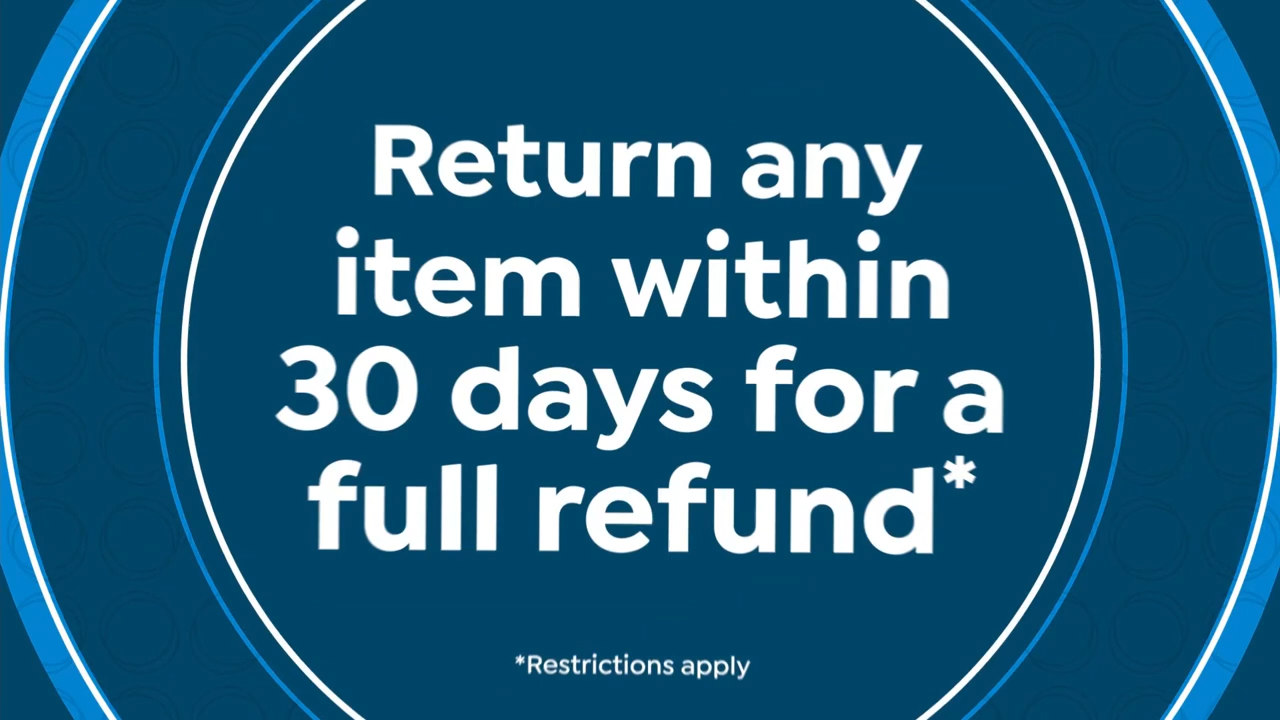 Return any
item within
30 days for a
full refund*
*Restrictions apply